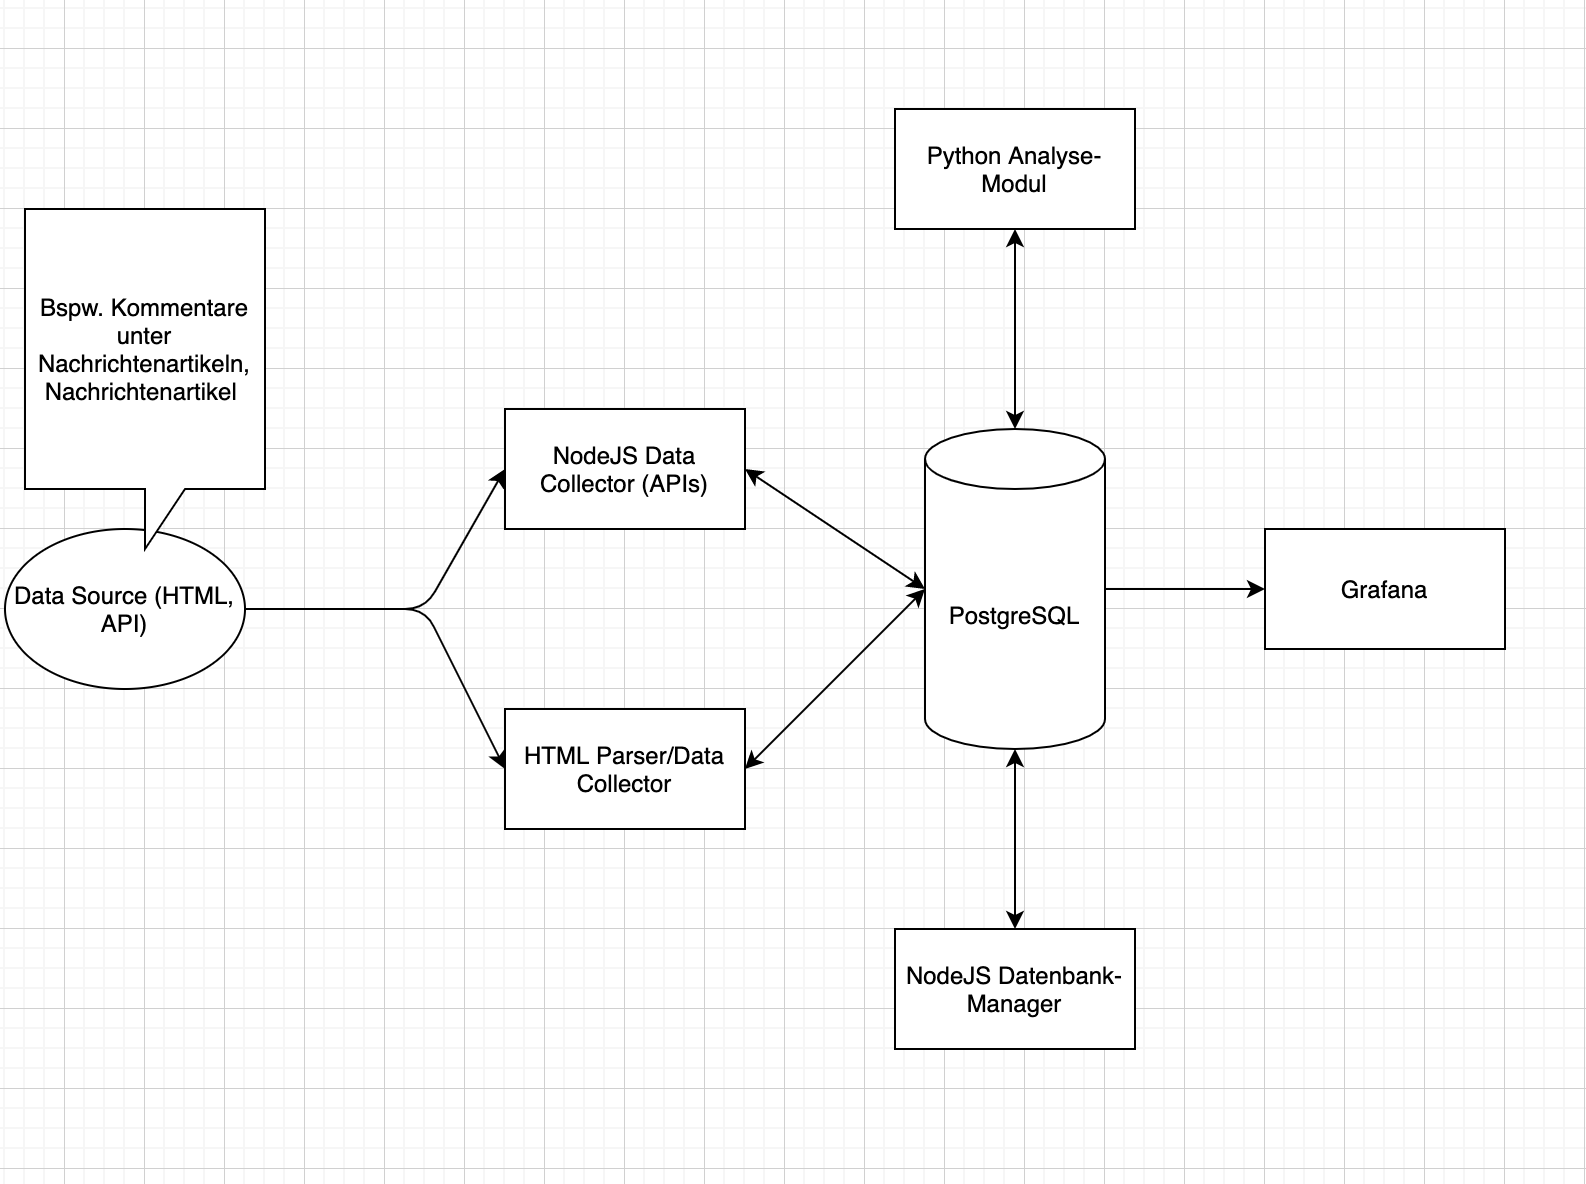 Python Analyse-
Modul
Bspw. Kommentare
unter
Nachrichtenartikeln,
Nachrichtenartikel
NodeJS Data
Collector (APIs)
Data Source (HTML,
API)
PostgreSQL
Grafana
HTML Parser/Data
Collector
NodeJS Datenbank-
Manager